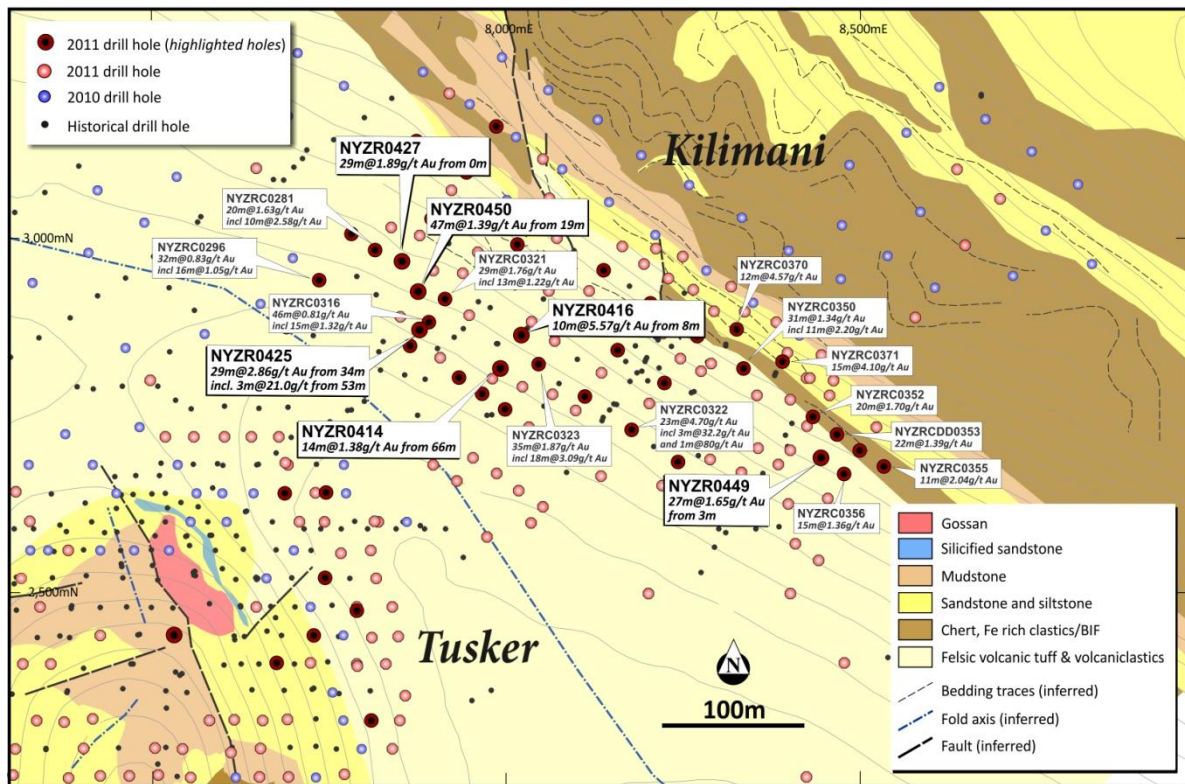 8,000mE
8,500mE
2011 drill hole (highlighted holes)
2011 drill hole
2010 drill hole
Historical drill hole
Kilimani
NYZR0427
29m@1.89g/t Au from 0m
NYZRC0281
20m@1.63g/t Au
incl 10m@2.58g/t Au
NYZR0450
47m@1.39g/t Au from 19m
3,000mN
NYZRC0296
32m@0.83g/t Au
incl 16m@1.05g/t Au
NYZRC0321
29m@1.76g/t Au
incl 13m@1.22g/t Au
NYZRC0370
12m@4.57g/t Au
NYZRC0316
46m@0.81g/t Au
incl 15m@1.32g/t Au
NYZR0416
10m@5.57g/t Au from 8m
NYZRC0350
31m@1.34g/t Au
incl 11m@2.20g/t Au
NYZR0425
29m@2.86g/t Au from 34m
incl. 3m@21.0g/t from 53m
NYZRC0371
15m@4.10g/t Au
NYZRC0352
20m@1.70g/t Au
NYZR0414
14m@1.38g/t Au from 66m
NYZRC0323
35m@1.87g/t Au
incl 18m@3.09g/t Au
NYZRC0322
23m@4.70g/t Au
incl 3m@32.2g/t Au
and 1m@80g/t Au
NYZRCDD0353
22m@1.39g/t Au
NYZRC0355
11m@2.04g/t Au
NYZR0449
27m@1.65g/t Au
from 3m
NYZRC0356
15m@1.36g/t Au
2,500mN
Tusker
N
100m
Gossan
Silicified sandstone
Mudstone
Sandstone and siltstone
Chert, Fe rich clastics/BIF
Felsic volcanic tuff & volcaniclastics
Bedding traces (inferred)
Fold axis (inferred)
Fault (inferred)